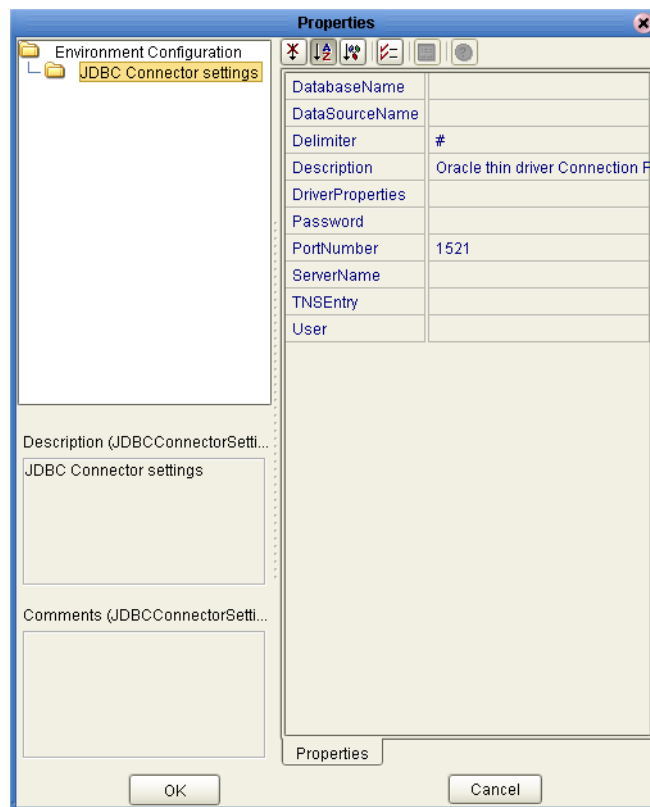 Properties
Environment Configuration
JDBC Connector settings
DatabaseName
DataSourceName
Delimiter #
Description Oracle thin driver Connection
DriverProperties
Password
PortNumber 1521
ServerName
TNSEntry
User
Description (JDBCConnectorSetti...
JDBC Connector settings
Comments (JDBCConnectorSetti...
Properties
OK Cancel